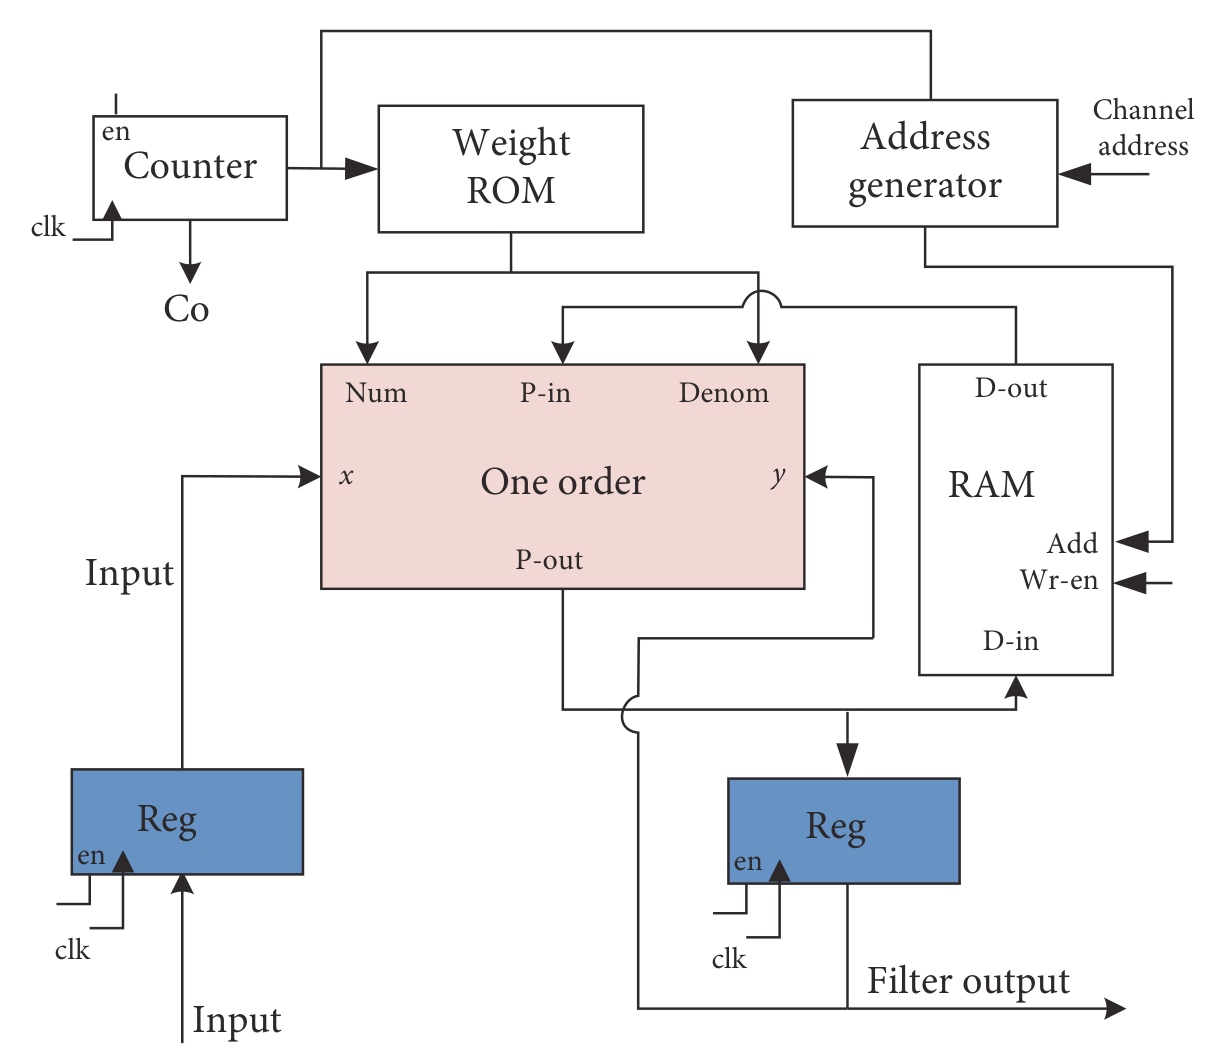 en
Counter
clk
Co
Weight
ROM
Address
generator
Channel
address
Num
P-in
Denom
x
One order
y
P-out
D-out
RAM
Add
Wr-en
D-in
Input
Reg
en
clk
Input
Reg
en
clk
Filter output